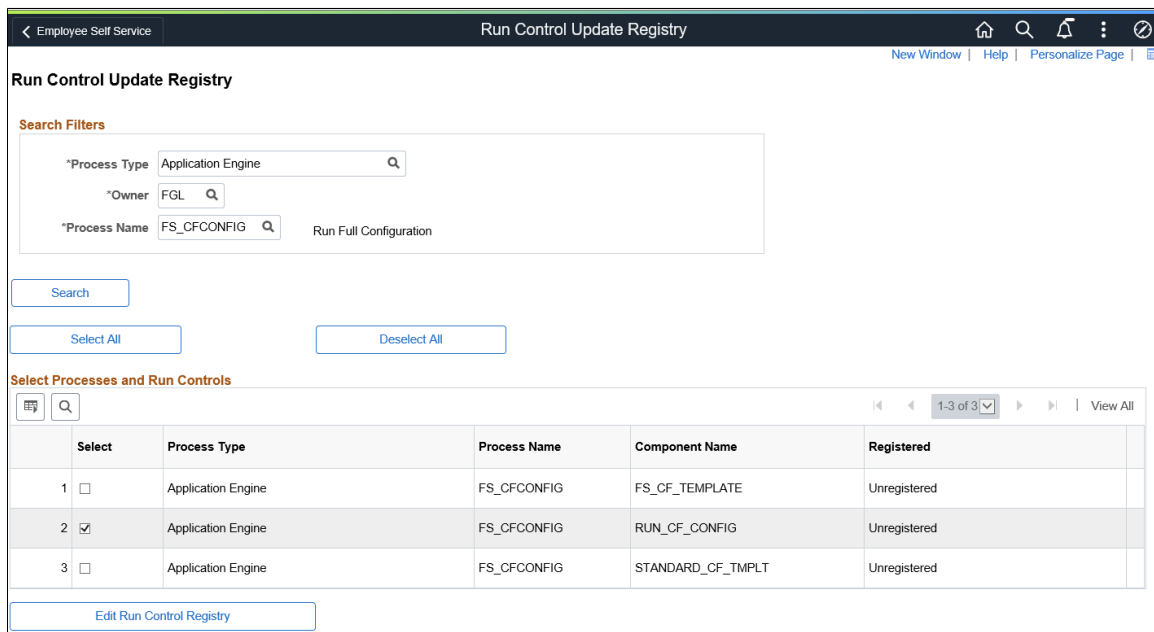 Employee Self Service
Run Control Update Registry
New Window | Help | Personalize Page |
Run Control Update Registry
Search Filters
*Process Type Application Engine
*Owner FGL
*Process Name FS_CFCONFIG Run Full Configuration
Search
Select All Deselect All
Select Processes and Run Controls
1-3 of 3 | View All
Select Process Type Process Name Component Name Registered
1 Application Engine FS_CFCONFIG FS_CF_TEMPLATE Unregistered
2 Application Engine FS_CFCONFIG RUN_CF_CONFIG Unregistered
3 Application Engine FS_CFCONFIG STANDARD_CF_TMPLT Unregistered
Edit Run Control Registry